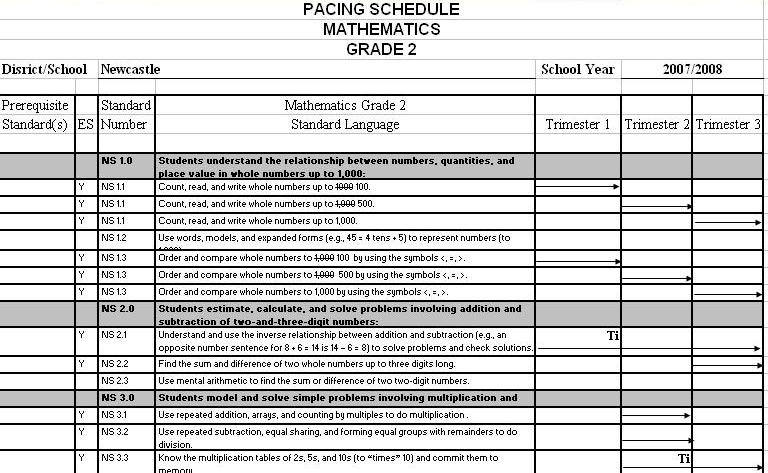 PACING SCHEDULE
MATHEMATICS
GRADE 2
Disrict/School Newcastle School Year 2007/2008
Prerequisite Standard Mathematics Grade 2
Standard(s) ES Number Standard Language Trimester 1 Trimester 2 Trimester 3
NS 1.0 Students understand the relationship between numbers, quantities, and
place value in whole numbers up to 1,000:
Y NS 1.1 Count, read, and write whole numbers up to 1000 100.
Y NS 1.1 Count, read, and write whole numbers up to 1,000 500.
Y NS 1.1 Count, read, and write whole numbers up to 1,000.
NS 1.2 Use words, models, and expanded forms (e.g., 45 = 4 tens + 5) to represent numbers (to
Y NS 1.3 Order and compare whole numbers to 1,000 100 by using the symbols <, =, >.
Y NS 1.3 Order and compare whole numbers to 1,000 500 by using the symbols <, =, >.
Y NS 1.3 Order and compare whole numbers to 1,000 by using the symbols <, =, >.
NS 2.0 Students estimate, calculate, and solve problems involving addition and
subtraction of two-and-three-digit numbers:
Y NS 2.1 Understand and use the inverse relationship between addition and subtraction (e.g., an Ti
opposite number sentence for 8 + 6 = 14 is 14 - 6 = 8) to solve problems and check solutions.
Y NS 2.2 Find the sum and difference of two whole numbers up to three digits long.
NS 2.3 Use mental arithmetic to find the sum or difference of two two-digit numbers.
NS 3.0 Students model and solve simple problems involving multiplication and
Y NS 3.1 Use repeated addition, arrays, and counting by multiples to do multiplication.
Y NS 3.2 Use repeated subtraction, equal sharing, and forming equal groups with remainders to do
division.
Y NS 3.3 Know the multiplication tables of 2s, 5s, and 10s (to "times" 10) and commit them to Ti
memory